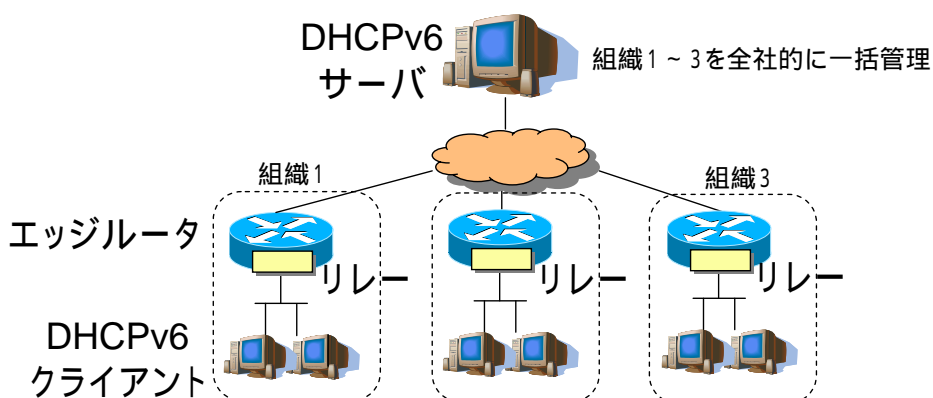 DHCPv6
サーバ
組織1~3を全社的に一括管理
組織1
組織3
エッジルータ
リレー
リレー
リレー
DHCPv6
クライアント